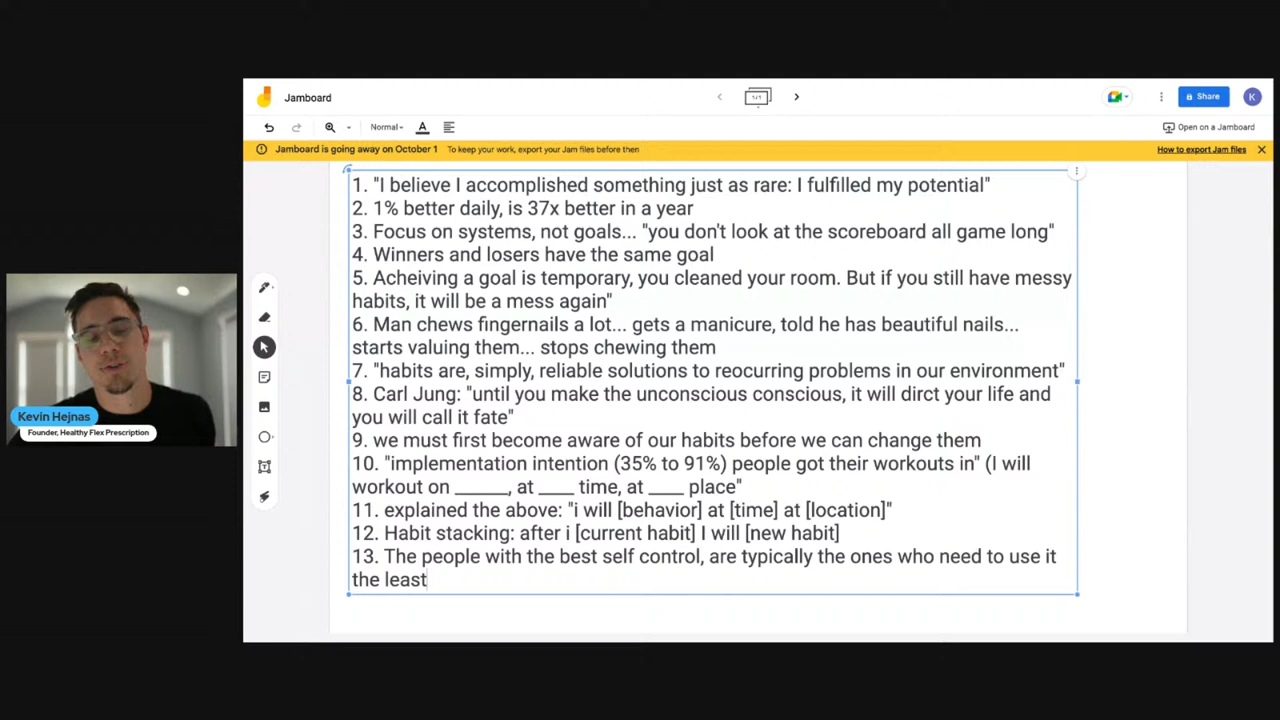 Jamboard
1/1
Share
K
Normal
A
Open on a Jamboard
Jamboard is going away on October 1 To keep your work, export your Jam files before then
How to export Jam files
1. "I believe I accomplished something just as rare: I fulfilled my potential"
2. 1% better daily, is 37x better in a year
3. Focus on systems, not goals... "you don't look at the scoreboard all game long"
4. Winners and losers have the same goal
5. Acheiving a goal is temporary, you cleaned your room. But if you still have messy
habits, it will be a mess again"
6. Man chews fingernails a lot... gets a manicure, told he has beautiful nails...
starts valuing them... stops chewing them
7. "habits are, simply, reliable solutions to reocurring problems in our environment"
8. Carl Jung: "until you make the unconscious conscious, it will dirct your life and
you will call it fate"
9. we must first become aware of our habits before we can change them
10. "implementation intention (35% to 91%) people got their workouts in" (I will
workout on ______, at ____ time, at ____ place"
11. explained the above: "i will [behavior] at [time] at [location]"
12. Habit stacking: after i [current habit] I will [new habit]
13. The people with the best self control, are typically the ones who need to use it
the least
Kevin Hejnas
Founder, Healthy Flex Prescription